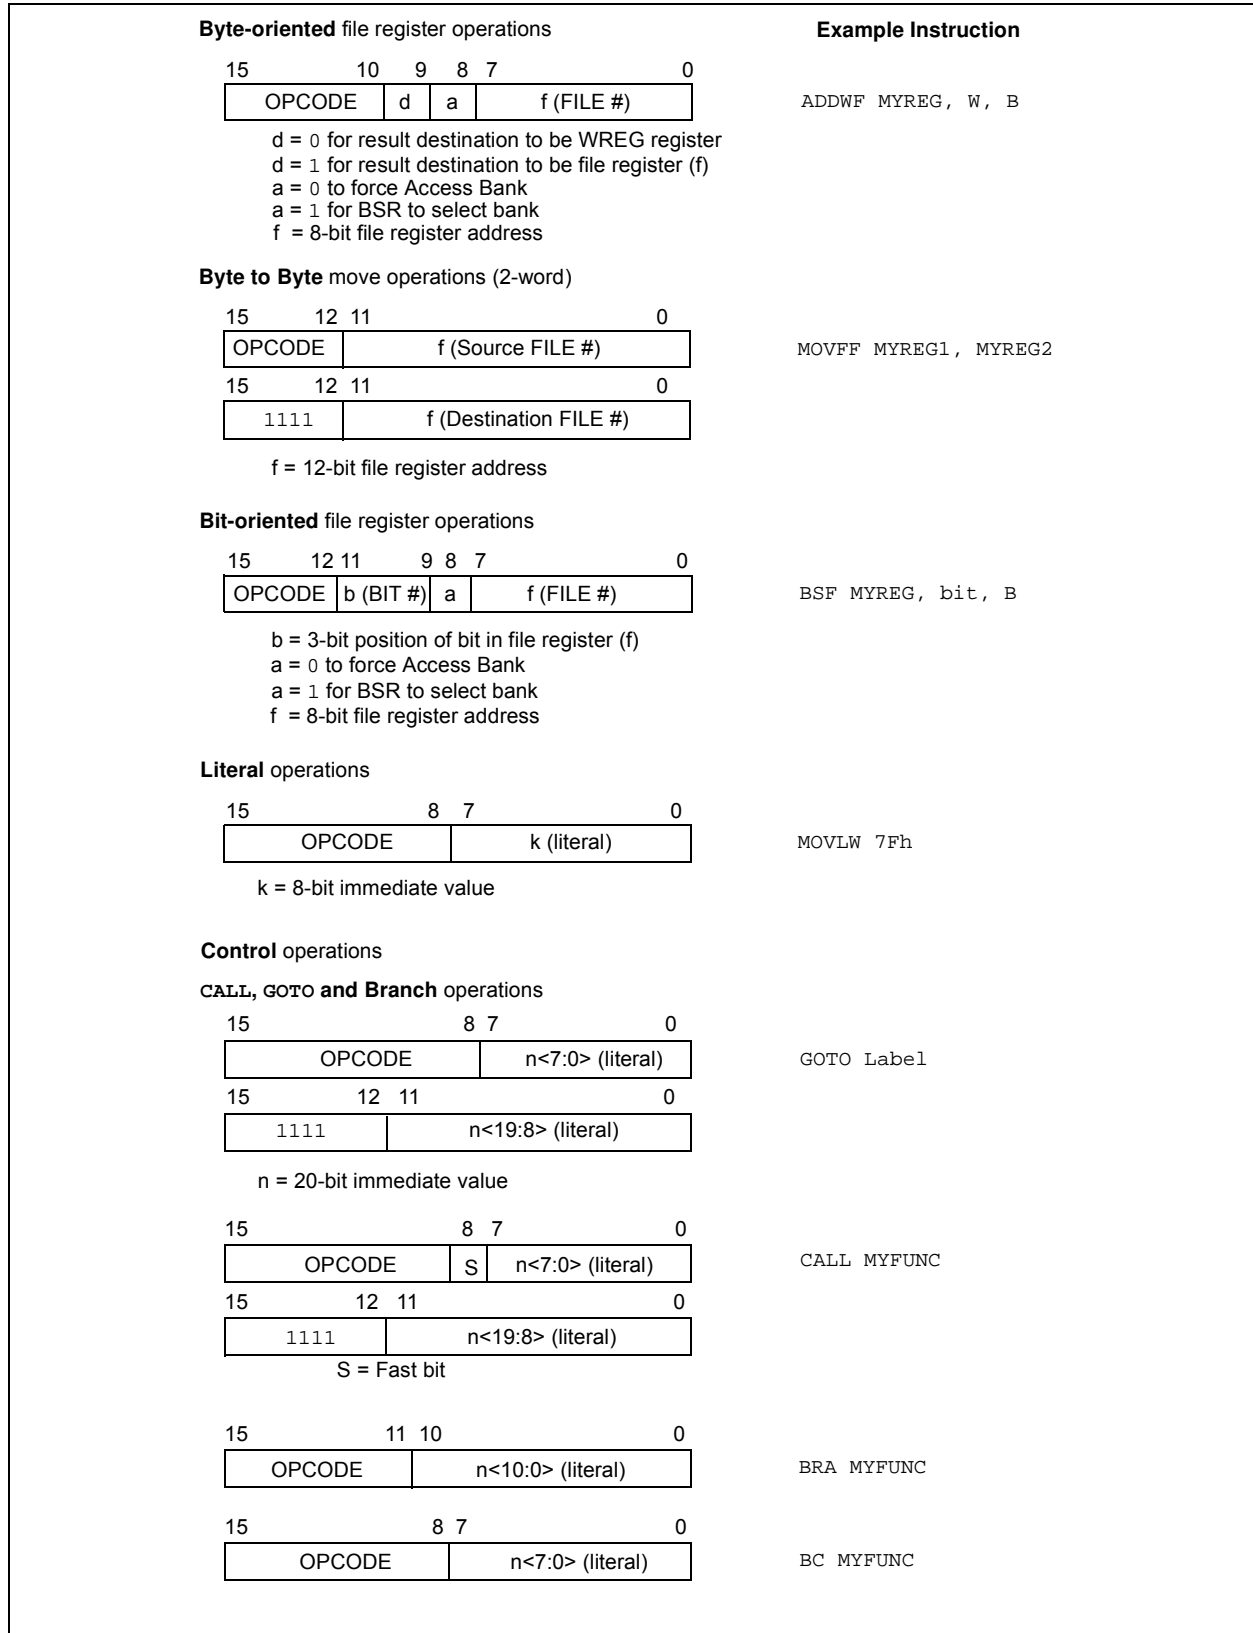 Byte-oriented file register operations Example Instruction
15 10 9 8 7 0
OPCODE d a f (FILE #) ADDWF MYREG, W, B
d = 0 for result destination to be WREG register
d = 1 for result destination to be file register (f)
a = 0 to force Access Bank
a = 1 for BSR to select bank
f = 8-bit file register address
Byte to Byte move operations (2-word)
15 12 11 0
OPCODE f (Source FILE #) MOVFF MYREG1, MYREG2
15 12 11 0
1111 f (Destination FILE #)
f = 12-bit file register address
Bit-oriented file register operations
15 12 11 9 8 7 0
OPCODE b (BIT #) a f (FILE #) BSF MYREG, bit, B
b = 3-bit position of bit in file register (f)
a = 0 to force Access Bank
a = 1 for BSR to select bank
f = 8-bit file register address
Literal operations
15 8 7 0
OPCODE k (literal) MOVLW 7Fh
k = 8-bit immediate value
Control operations
CALL, GOTO and Branch operations
15 8 7 0
OPCODE n<7:0> (literal) GOTO Label
15 12 11 0
1111 n<19:8> (literal)
n = 20-bit immediate value
15 8 7 0
OPCODE S n<7:0> (literal) CALL MYFUNC
15 12 11 0
1111 n<19:8> (literal)
S = Fast bit
15 11 10 0
OPCODE n<10:0> (literal) BRA MYFUNC
15 8 7 0
OPCODE n<7:0> (literal) BC MYFUNC